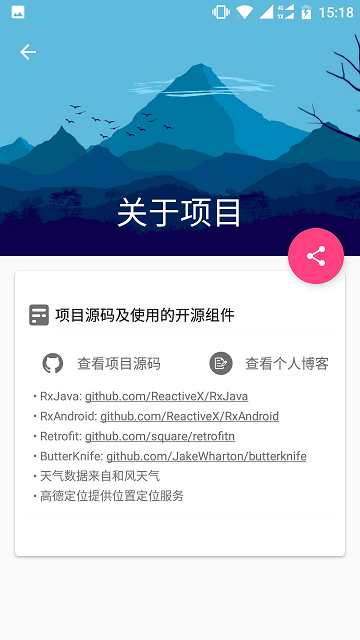 4G
1X
15:18
关于项目
项目源码及使用的开源组件
查看项目源码 查看个人博客
• RxJava: github.com/ReactiveX/RxJava
• RxAndroid: github.com/ReactiveX/RxAndroid
• Retrofit: github.com/square/retrofitn
• ButterKnife: github.com/JakeWharton/butterknife
• 天气数据来自和风天气
• 高德定位提供位置定位服务